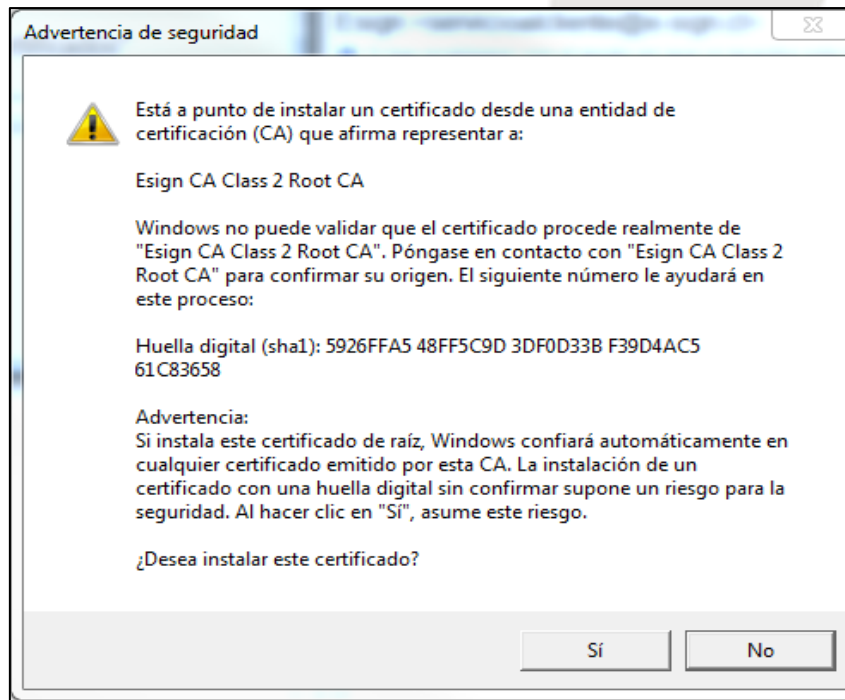 Advertencia de seguridad
Está a punto de instalar un certificado desde una entidad de
certificación (CA) que afirma representar a:
Esign CA Class 2 Root CA
Windows no puede validar que el certificado procede realmente de
"Esign CA Class 2 Root CA". Póngase en contacto con "Esign CA Class 2
Root CA" para confirmar su origen. El siguiente número le ayudará en
este proceso:
Huella digital (sha1): 5926FFA5 48FF5C9D 3DF0D33B F39D4AC5
61C83658
Advertencia:
Si instala este certificado de raíz, Windows confiará automáticamente en
cualquier certificado emitido por esta CA. La instalación de un
certificado con una huella digital sin confirmar supone un riesgo para la
seguridad. Al hacer clic en "Sí", asume este riesgo.
¿Desea instalar este certificado?
Sí No